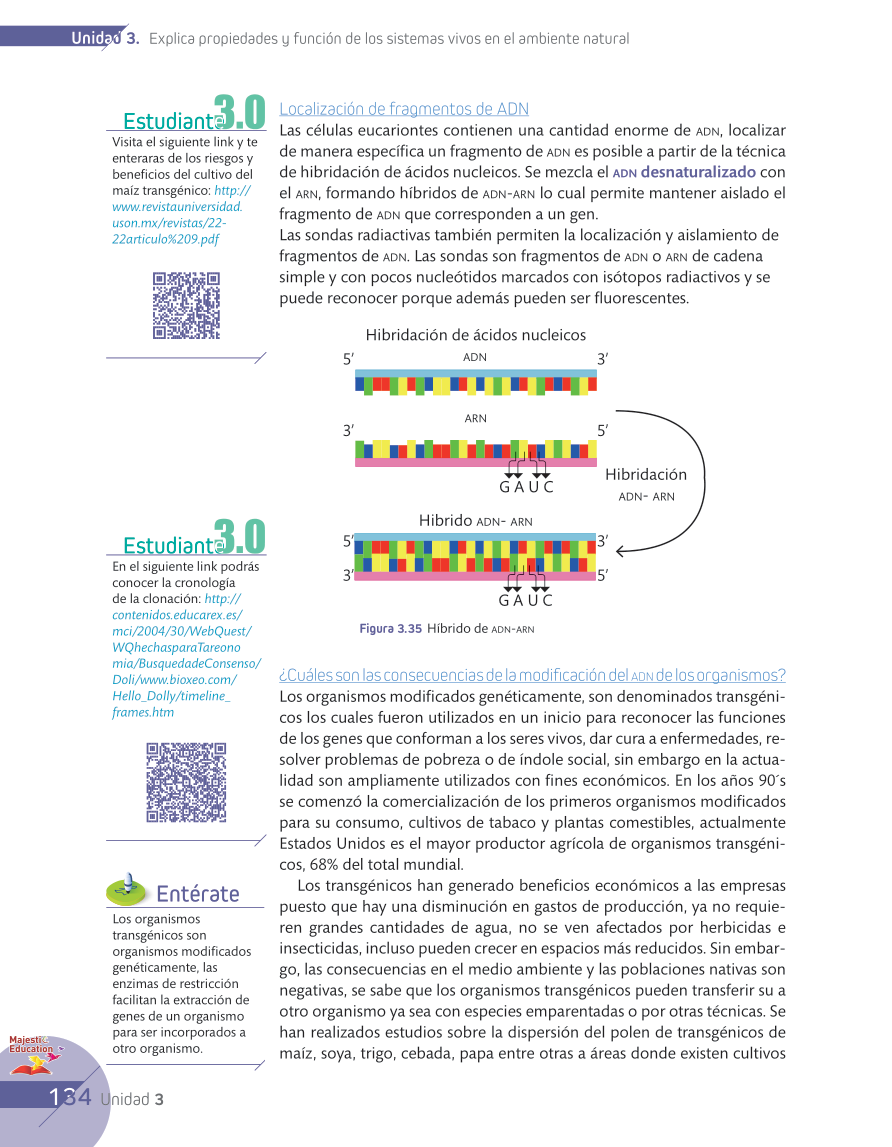 Unidad 3. Explica propiedades y función de los sistemas vivos en el ambiente natural
Estudiante 3.0
Visita el siguiente link y te
enteraras de los riesgos y
beneficios del cultivo del
maíz transgénico: http://
www.revistauniversidad.
uson.mx/revistas/22-
22articulo%209.pdf
Localización de fragmentos de ADN
Las células eucariontes contienen una cantidad enorme de ADN, localizar
de manera específica un fragmento de ADN es posible a partir de la técnica
de hibridación de ácidos nucleicos. Se mezcla el ADN desnaturalizado con
el ARN, formando híbridos de ADN-ARN lo cual permite mantener aislado el
fragmento de ADN que corresponden a un gen.
Las sondas radiactivas también permiten la localización y aislamiento de
fragmentos de ADN. Las sondas son fragmentos de ADN o ARN de cadena
simple y con pocos nucleótidos marcados con isótopos radiactivos y se
puede reconocer porque además pueden ser fluorescentes.
Hibridación de ácidos nucleicos
5’ ADN 3’
ARN
3’ 5’
G A U C
Hibridación
ADN- ARN
Hibrido ADN- ARN
5’ 3’
3’ 5’
G A U C
Figura 3.35 Híbrido de ADN-ARN
Estudiante 3.0
En el siguiente link podrás
conocer la cronología
de la clonación: http://
contenidos.educarex.es/
mci/2004/30/WebQuest/
WQhechasparaTareono
mia/BusquedadeConsenso/
Doli/www.bioxeo.com/
Hello_Dolly/timeline_
frames.htm
¿Cuáles son las consecuencias de la modificación del ADN de los organismos?
Los organismos modificados genéticamente, son denominados transgéni-
cos los cuales fueron utilizados en un inicio para reconocer las funciones
de los genes que conforman a los seres vivos, dar cura a enfermedades, re-
solver problemas de pobreza o de índole social, sin embargo en la actua-
lidad son ampliamente utilizados con fines económicos. En los años 90´s
se comenzó la comercialización de los primeros organismos modificados
para su consumo, cultivos de tabaco y plantas comestibles, actualmente
Estados Unidos es el mayor productor agrícola de organismos transgéni-
cos, 68% del total mundial.
Los transgénicos han generado beneficios económicos a las empresas
puesto que hay una disminución en gastos de producción, ya no requie-
ren grandes cantidades de agua, no se ven afectados por herbicidas e
insecticidas, incluso pueden crecer en espacios más reducidos. Sin embar-
go, las consecuencias en el medio ambiente y las poblaciones nativas son
negativas, se sabe que los organismos transgénicos pueden transferir su a
otro organismo ya sea con especies emparentadas o por otras técnicas. Se
han realizados estudios sobre la dispersión del polen de transgénicos de
maíz, soya, trigo, cebada, papa entre otras a áreas donde existen cultivos
Entérate
Los organismos
transgénicos son
organismos modificados
genéticamente, las
enzimas de restricción
facilitan la extracción de
genes de un organismo
para ser incorporados a
otro organismo.
Majestic
Education
134 Unidad 3